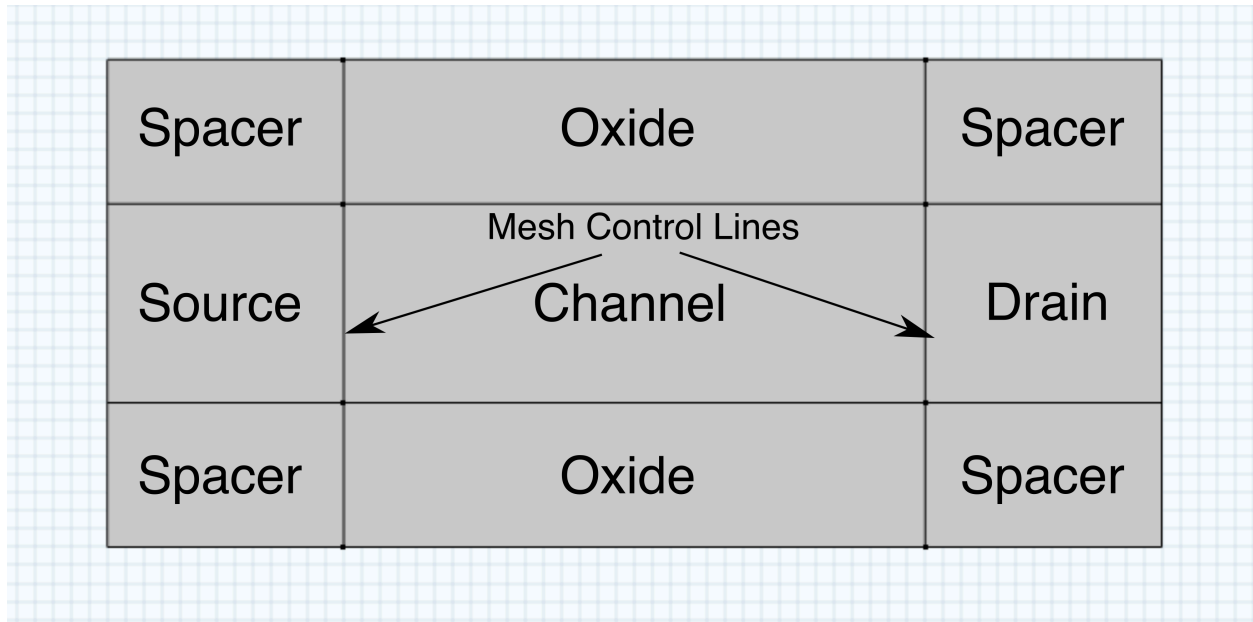 Spacer Oxide Spacer
Mesh Control Lines
Source Channel Drain
Spacer Oxide Spacer